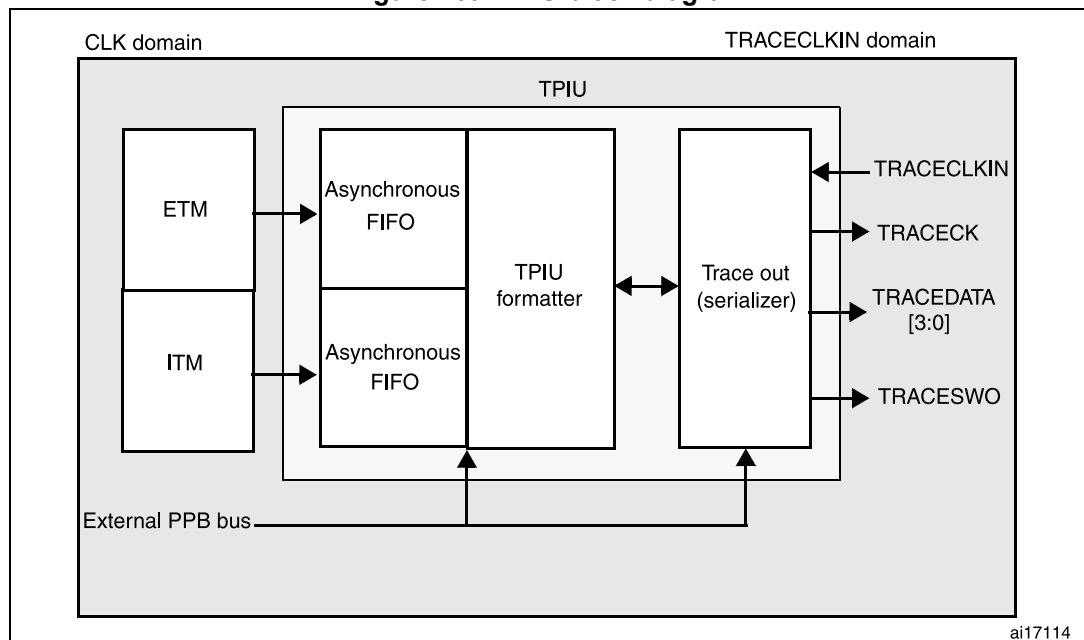 CLK domain
TRACECLKIN domain
TPIU
ETM
Asynchronous
FIFO
TPIU
formatter
Trace out
(serializer)
TRACECLKIN
TRACECK
TRACEDATA
[3:0]
TRACESWO
ITM
Asynchronous
FIFO
External PPB bus
ai17114